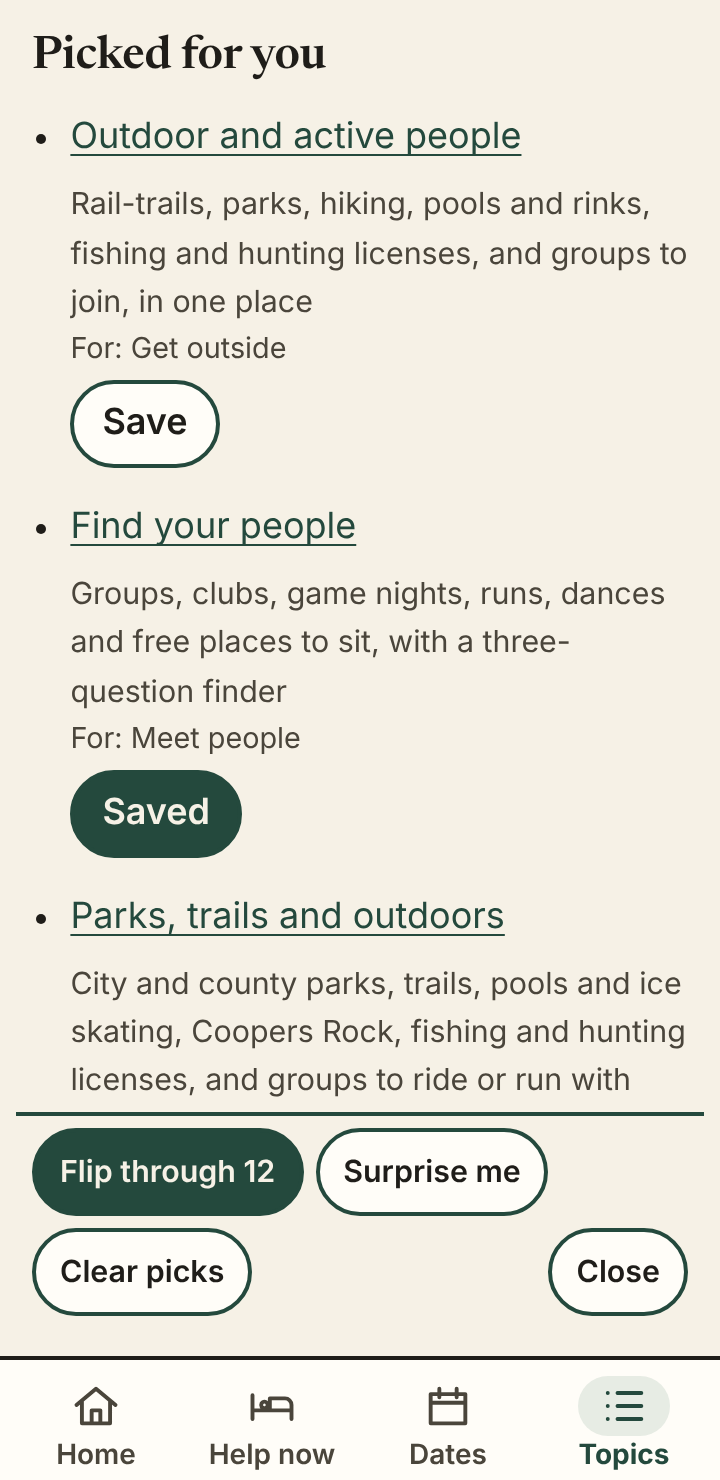 Picked for you
Outdoor and active people
Rail-trails, parks, hiking, pools and rinks,
fishing and hunting licenses, and groups to
join, in one place
For: Get outside
Save
Find your people
Groups, clubs, game nights, runs, dances
and free places to sit, with a three-
question finder
For: Meet people
Saved
Parks, trails and outdoors
City and county parks, trails, pools and ice
skating, Coopers Rock, fishing and hunting
licenses, and groups to ride or run with
Flip through 12
Surprise me
Clear picks
Close
Home
Help now
Dates
Topics